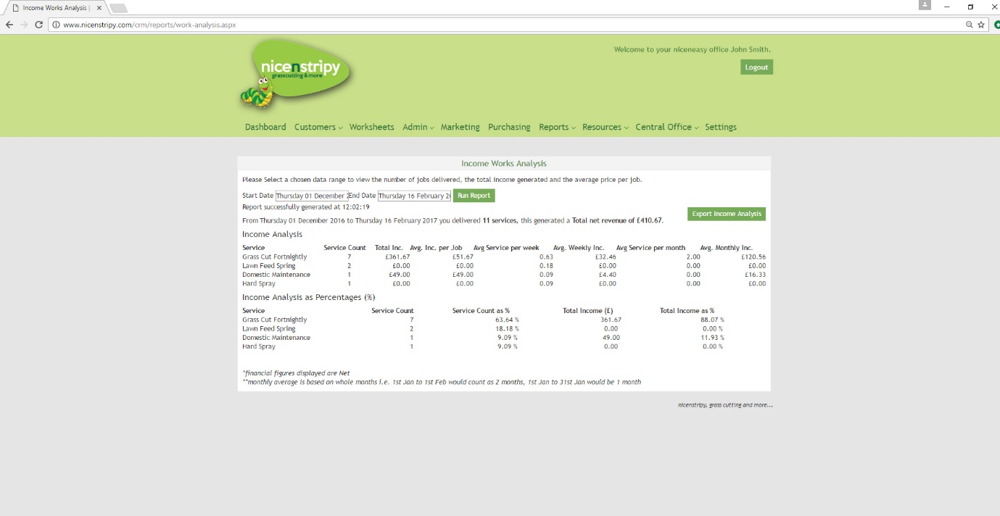 Income Works Analysis |
www.nicenstripy.com/crm/reports/work-analysis.aspx
nicenstripy
grasscutting & more
Welcome to your niceneasy office John Smith.
Logout
Dashboard Customers Worksheets Admin Marketing Purchasing Reports Resources Central Office Settings
Income Works Analysis
Please Select a chosen data range to view the number of jobs delivered, the total income generated and the average price per job.
Start Date Thursday 01 December End Date Thursday 16 February Run Report
Report successfully generated at 12:02:19
Export Income Analysis
From Thursday 01 December 2016 to Thursday 16 February 2017 you delivered 11 services, this generated a Total net revenue of £410.67.
Income Analysis
Service Service Count Total Inc. Avg. Inc. per Job Avg Service per week Avg. Weekly Inc. Avg Service per month Avg. Monthly Inc.
Grass Cut Fortnightly 7 £361.67 £51.67 0.63 £32.46 2.00 £120.56
Lawn Feed Spring 2 £0.00 £0.00 0.18 £0.00 0.00 £0.00
Domestic Maintenance 1 £49.00 £49.00 0.09 £4.40 0.00 £16.33
Hard Spray 1 £0.00 £0.00 0.09 £0.00 0.00 £0.00
Income Analysis as Percentages (%)
Service Service Count Service Count as % Total Income (£) Total Income as %
Grass Cut Fortnightly 7 63.64 % 361.67 88.07 %
Lawn Feed Spring 2 18.18 % 0.00 0.00 %
Domestic Maintenance 1 9.09 % 49.00 11.93 %
Hard Spray 1 9.09 % 0.00 0.00 %
*financial figures displayed are Net
**monthly average is based on whole months i.e. 1st Jan to 1st Feb would count as 2 months, 1st Jan to 31st Jan would be 1 month
nicenstripy, grass cutting and more...